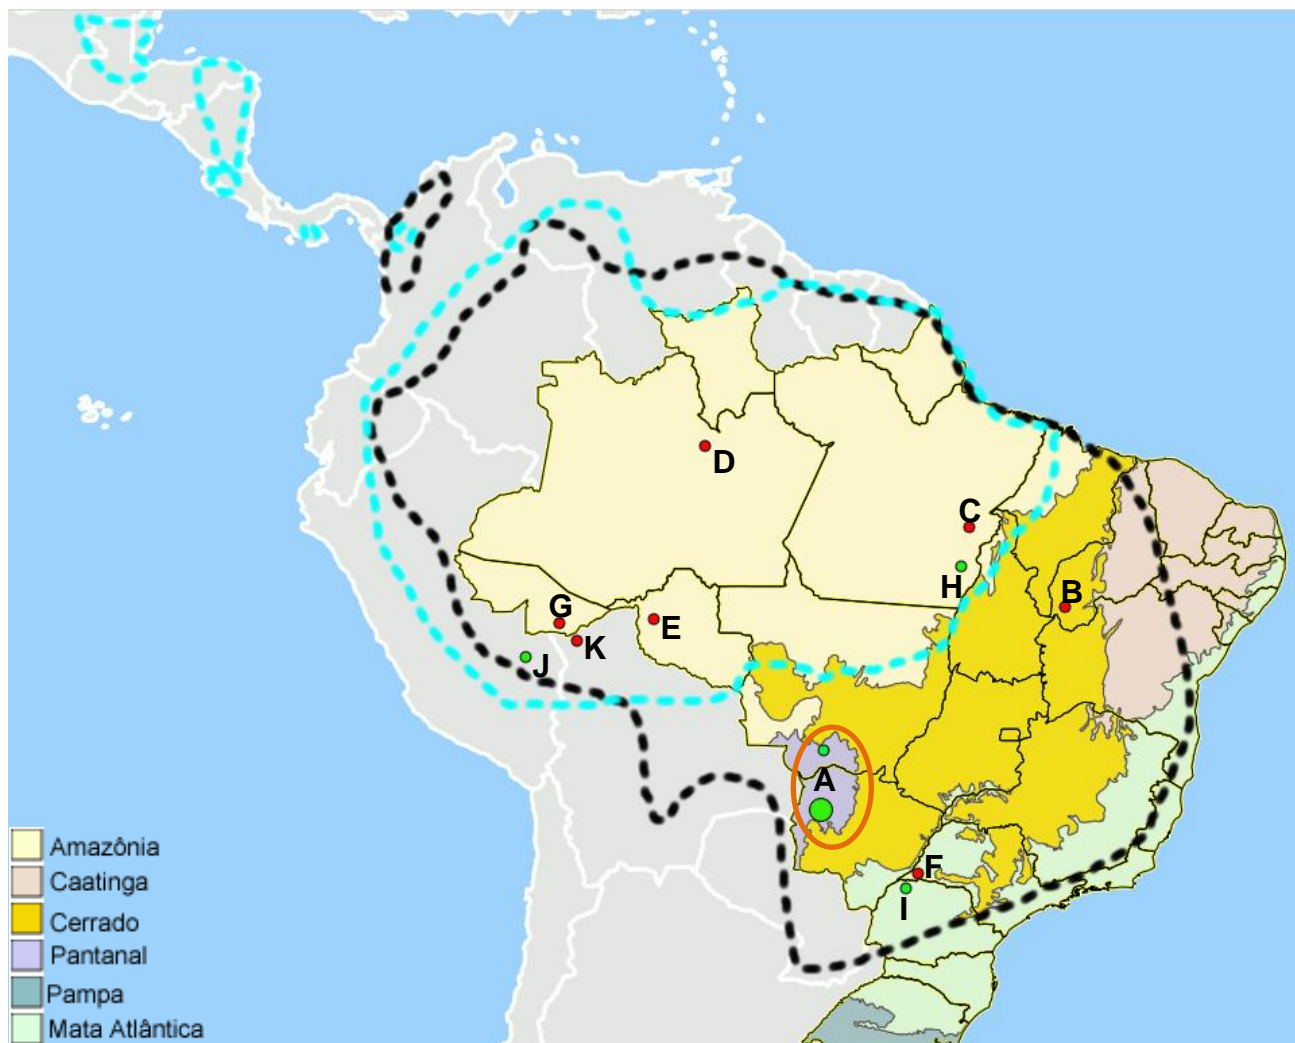 D
C
H
B
G
E
K
J
A
F
I
Amazônia
Caatinga
Cerrado
Pantanal
Pampa
Mata Atlântica